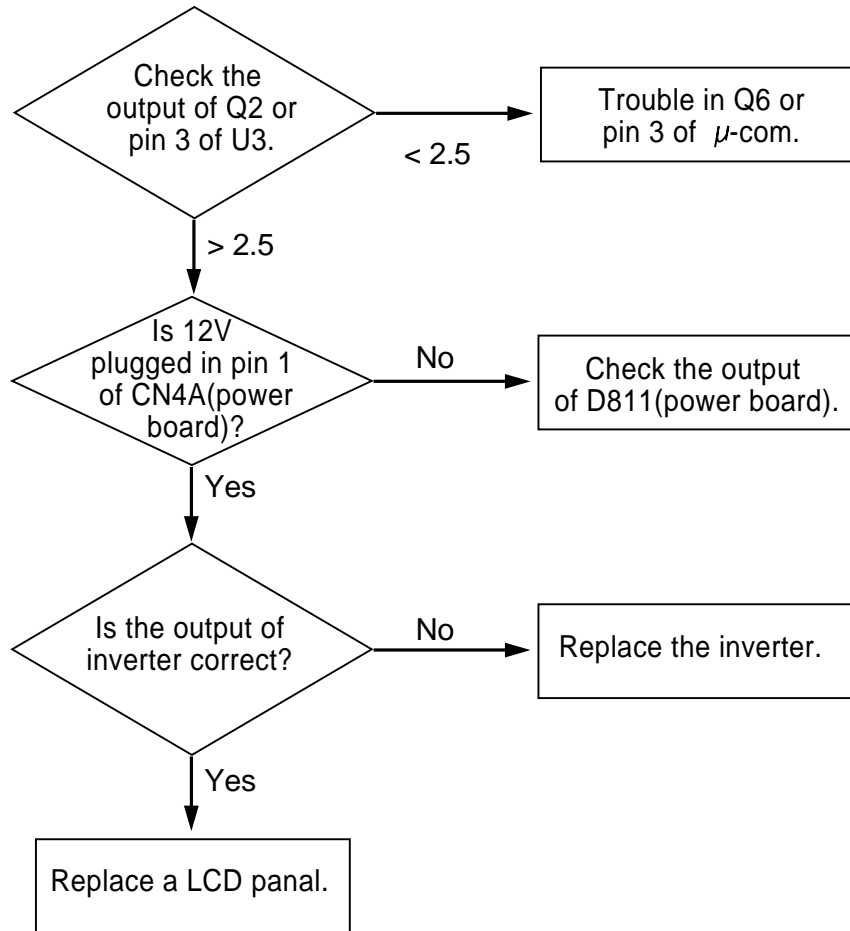 Check the
output of Q2 or
pin 3 of U3.
< 2.5
Trouble in Q6 or
pin 3 of μ-com.
> 2.5
Is 12V
plugged in pin 1
of CN4A(power
board)?
No
Check the output
of D811(power board).
Yes
Is the output of
inverter correct?
No
Replace the inverter.
Yes
Replace a LCD panal.